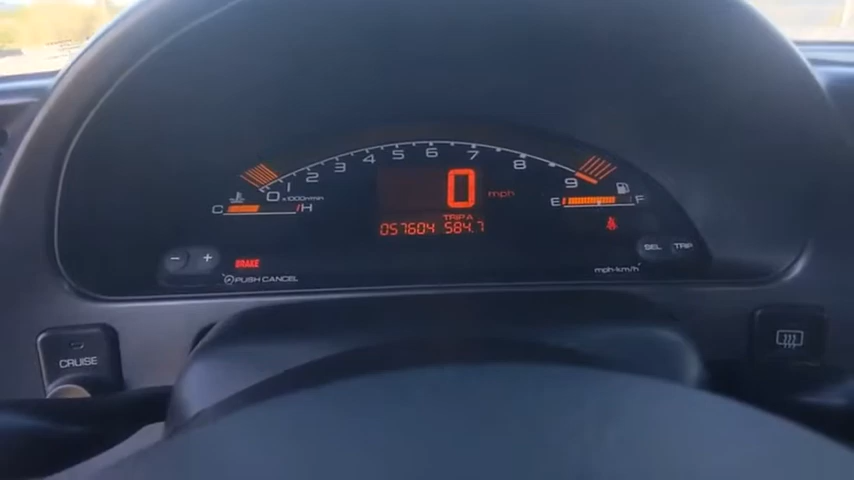 0 1 2 3 4 5 6 7 8 9
×1000r/min
C H
0 mph
E F
TRIP A
057604 584.7
- +
BRAKE
PUSH CANCEL
SEL TRIP
mph·km/h
CRUISE